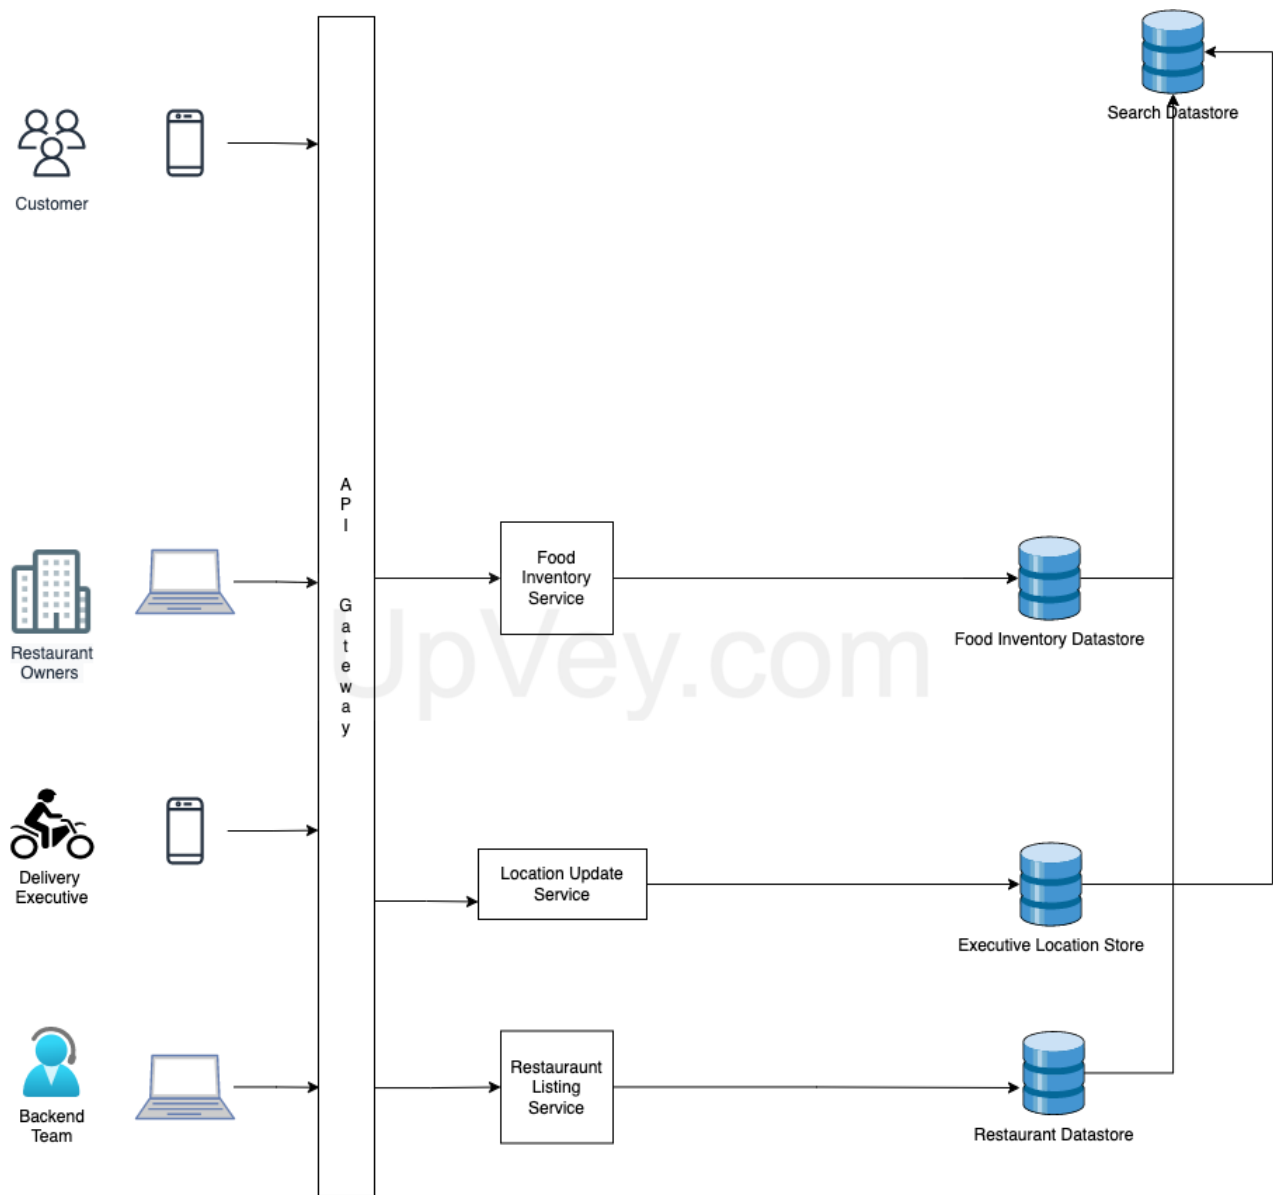 Search Datastore
Customer
A
P
I
G
a
t
e
w
a
y
Food
Inventory
Service
Food Inventory Datastore
Restaurant
Owners
UpVey.com
Location Update
Service
Delivery
Executive
Executive Location Store
Restauraunt
Listing
Service
Backend
Team
Restaurant Datastore